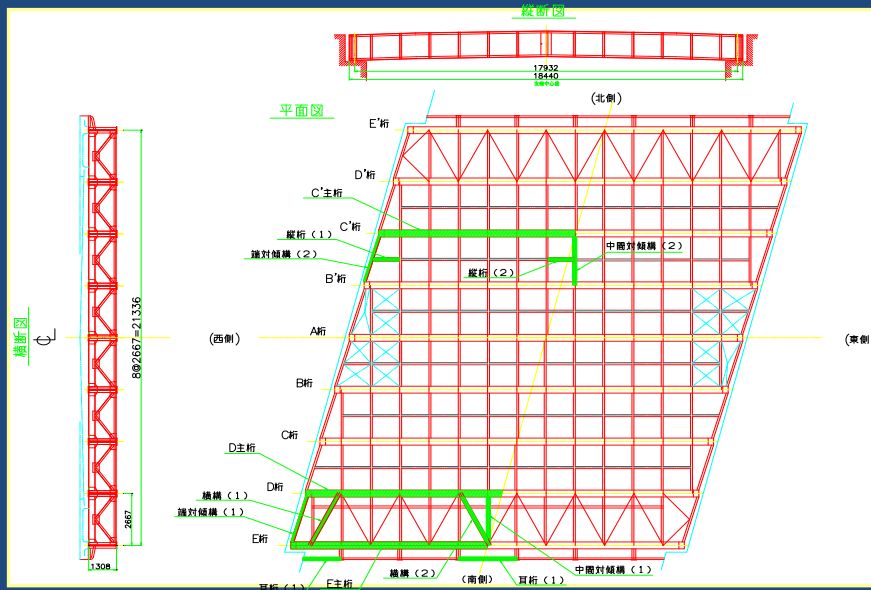 縦断図
17932
18440
平面図
(北側)
E'桁
D'桁
C'主桁
C'桁
縦桁(1)
中間対傾構(2)
端対傾構(2)
縦桁(2)
B'桁
8@2667=21336
横断図
(西側)
A桁
(東側
B桁
C桁
D主桁
D桁
横構(1)
端対傾構(1)
2667
E桁
1308
横構(2)
中間対傾構(1)
(南側)
耳桁(1)
E主桁
耳桁(1)